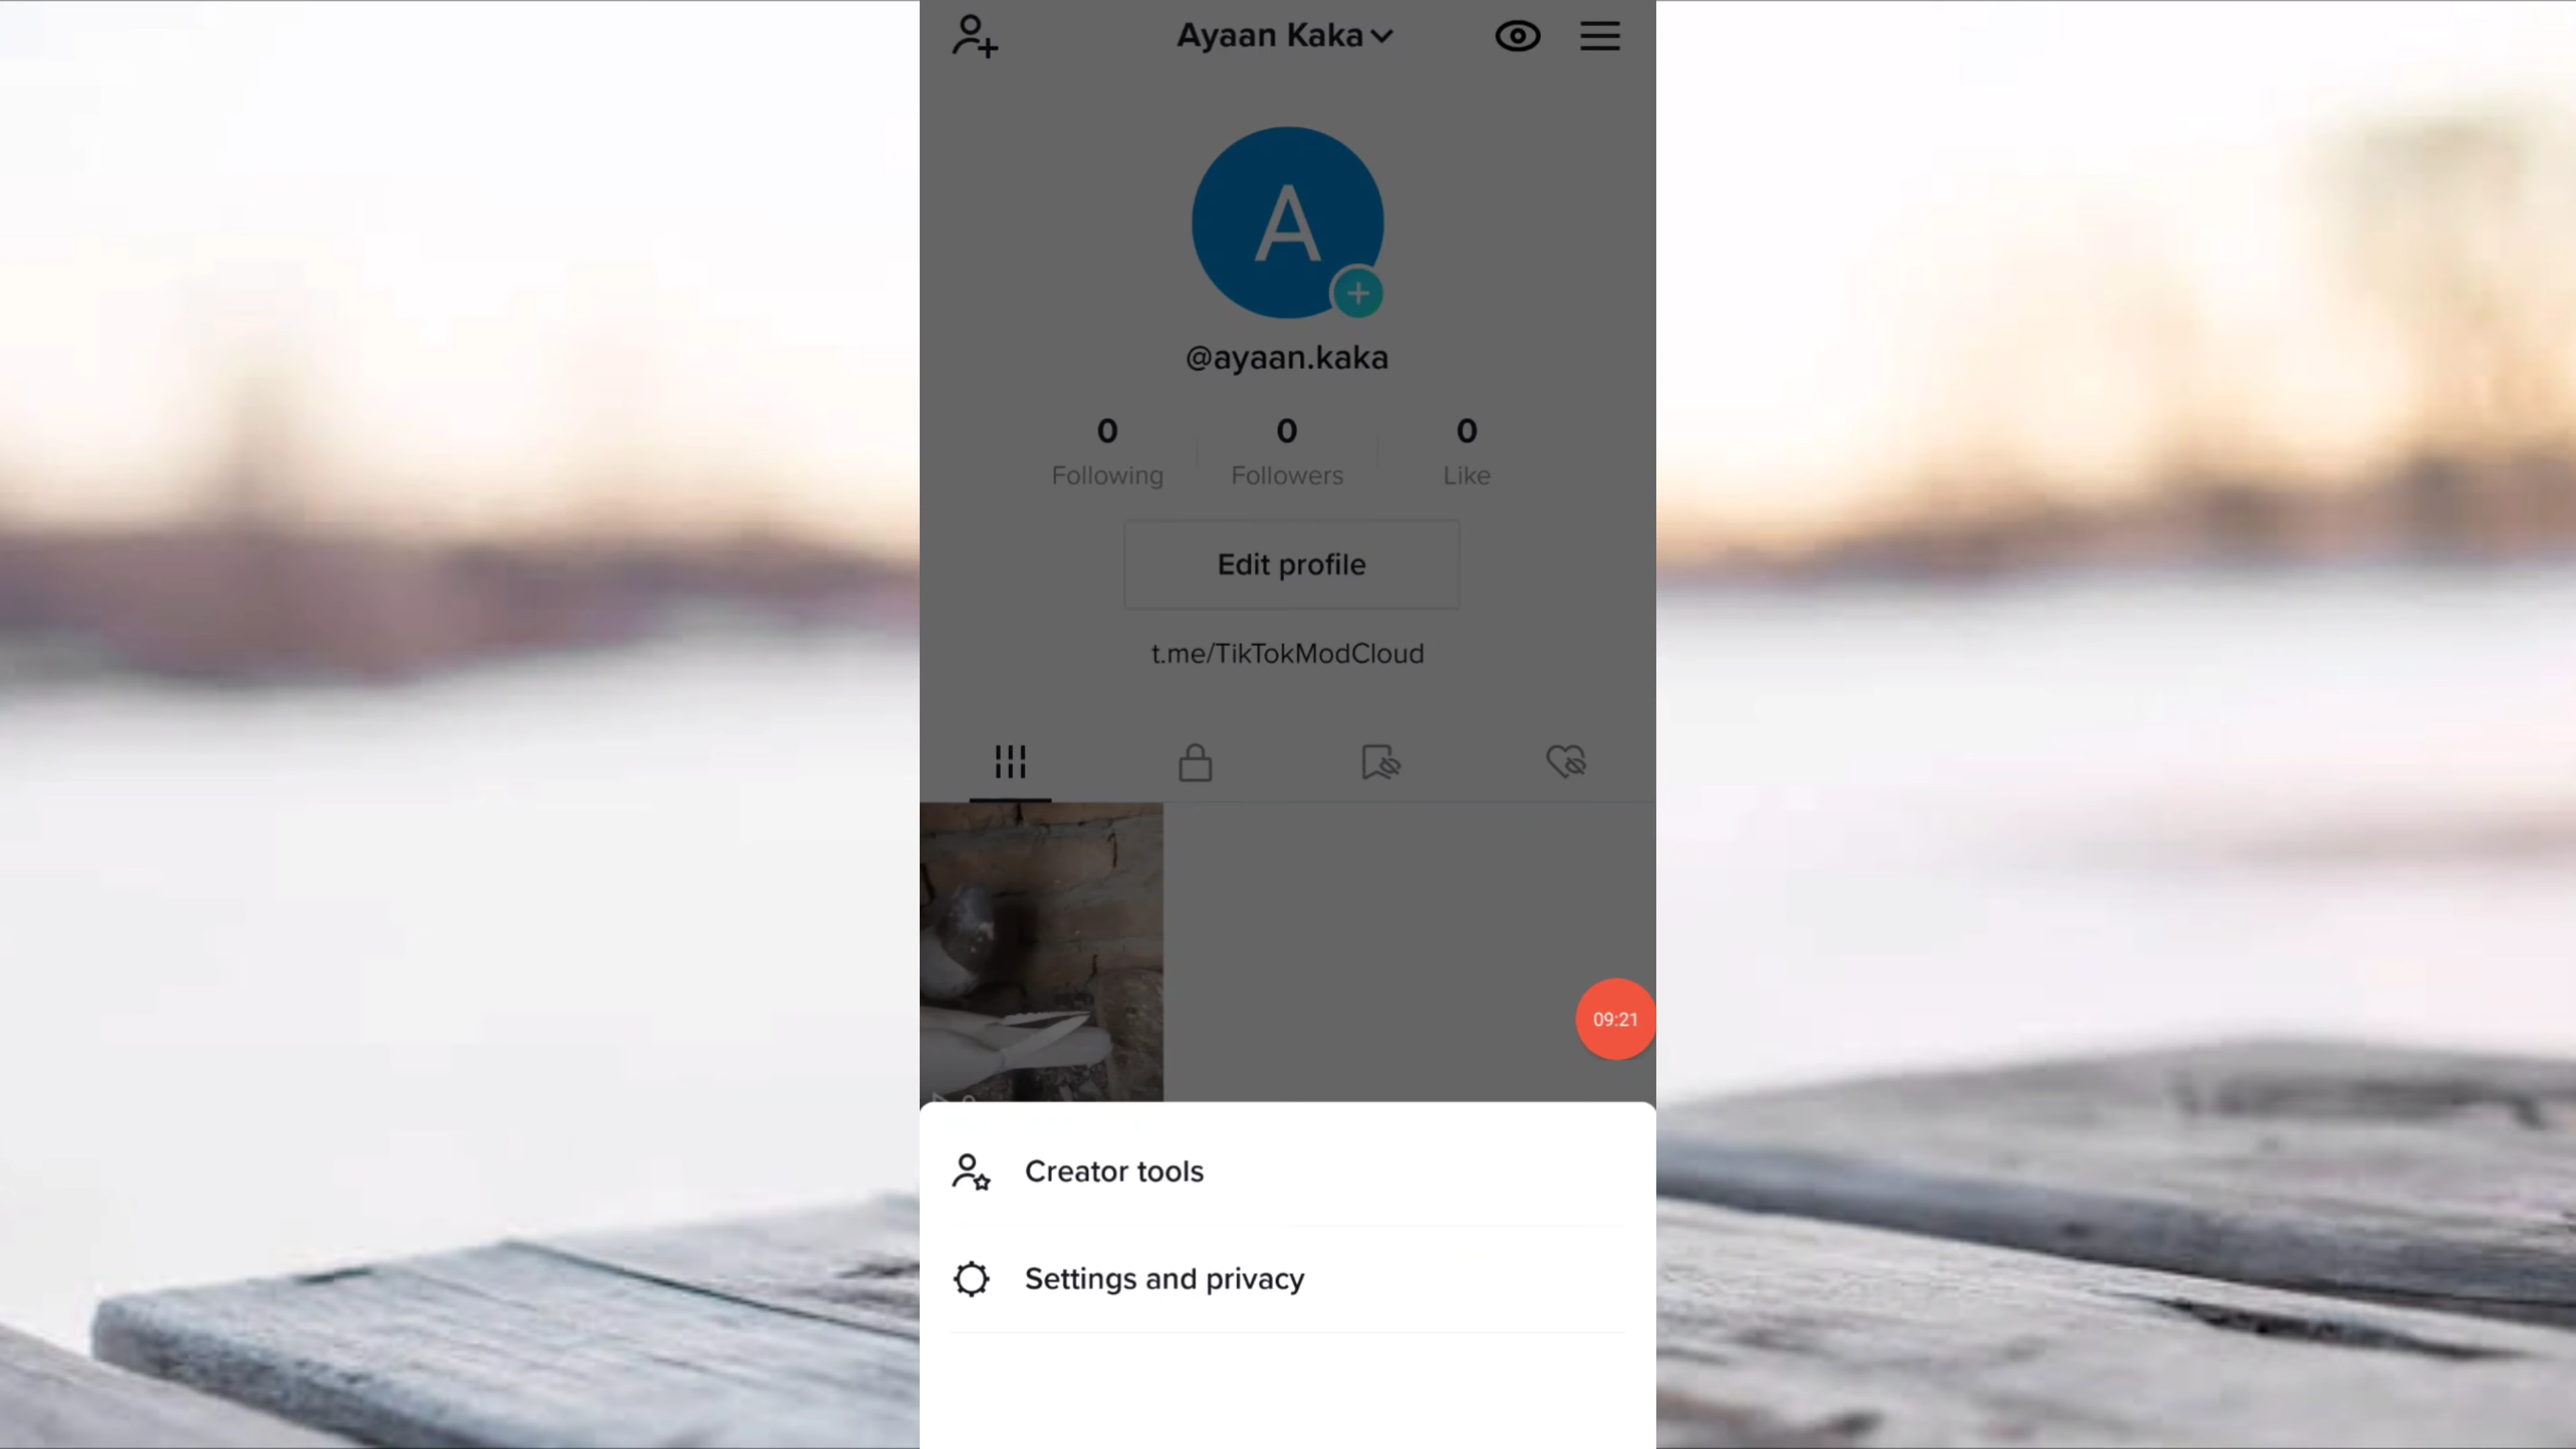 Ayaan Kaka
A
@ayaan.kaka
0 0 0
Following Followers Like
Edit profile
t.me/TikTokModCloud
09:21
Creator tools
Settings and privacy